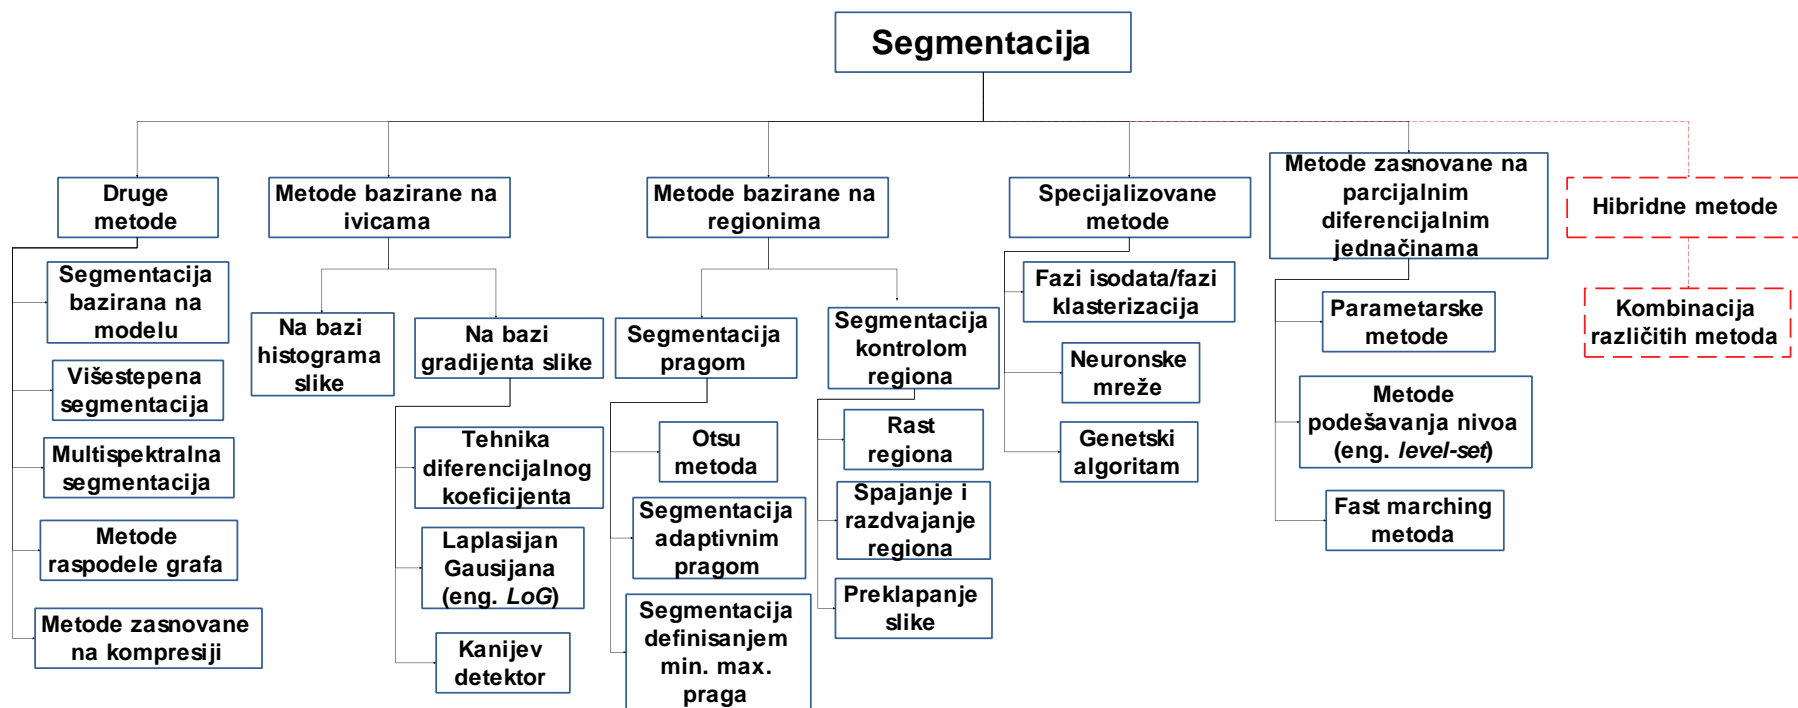 Segmentacija
Druge
metode
Segmentacija
bazirana na
modelu
Višestepena
segmentacija
Multispektralna
segmentacija
Metode
raspodele grafa
Metode zasnovane
na kompresiji
Metode bazirane na
ivicama
Na bazi
histograma
slike
Na bazi
gradijenta slike
Tehnika
diferencijalnog
koeficijenta
Laplasijan
Gausijana
(eng. LoG)
Kanijev
detektor
Metode bazirane na
regionima
Segmentacija
pragom
Otsu
metoda
Segmentacija
adaptivnim
pragom
Segmentacija
definisanjem
min. max.
praga
Segmentacija
kontrolom
regiona
Rast
regiona
Spajanje i
razdvajanje
regiona
Preklapanje
slike
Specijalizovane
metode
Fazi isodata/fazi
klasterizacija
Neuronske
mreže
Genetski
algoritam
Metode zasnovane na
parcijalnim
diferencijalnim
jednačinama
Parametarske
metode
Metode
podešavanja nivoa
(eng. level-set)
Fast marching
metoda
Hibridne metode
Kombinacija
različitih metoda